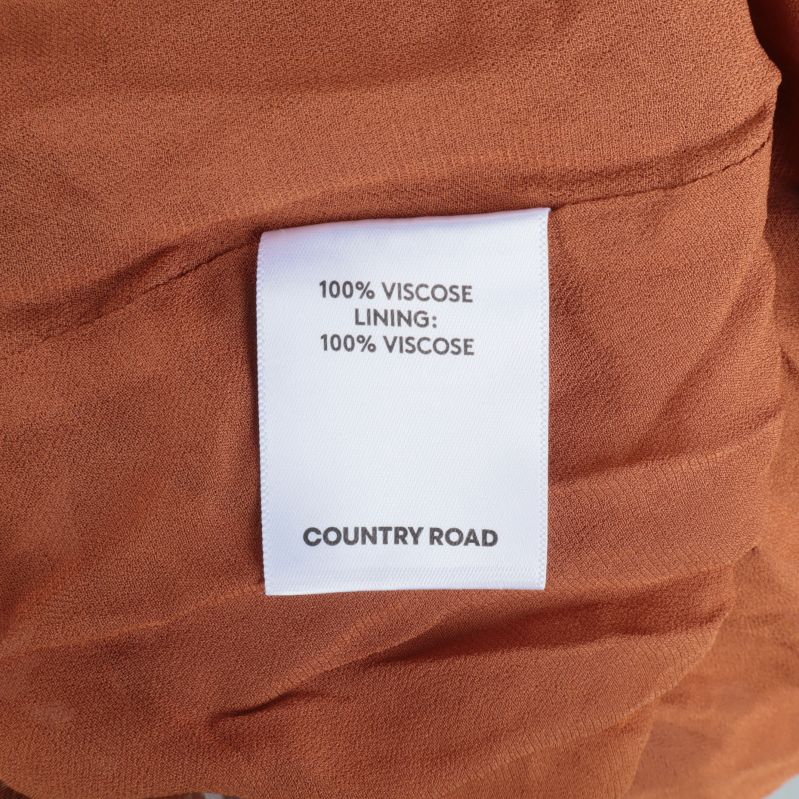 100% VISCOSE
LINING:
100% VISCOSE
COUNTRY ROAD